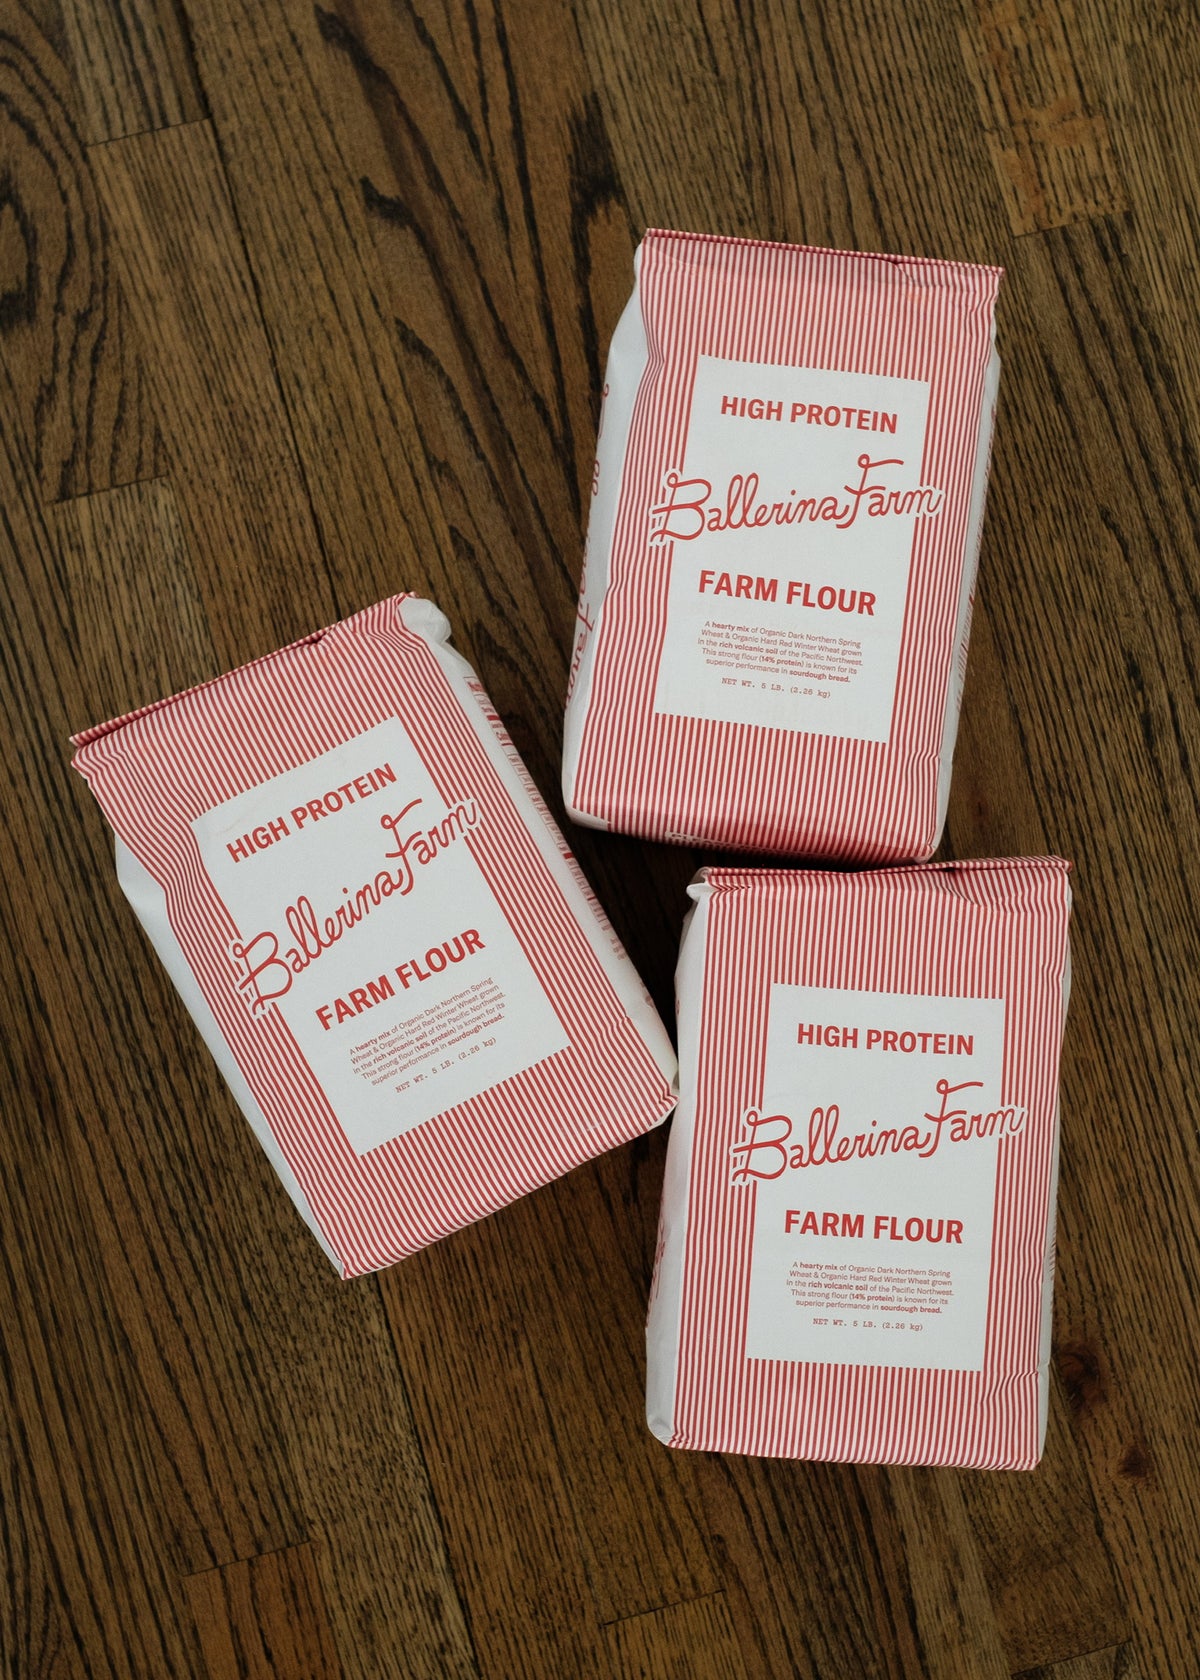 HIGH PROTEIN
Ballerina Farm
FARM FLOUR
A hearty mix of Organic Dark Northern Spring
Wheat & Organic Hard Red Winter Wheat grown
in the rich volcanic soil of the Pacific Northwest.
This strong flour (14% protein) is known for its
superior performance in sourdough bread.
NET WT. 5 LB. (2.26 kg)
HIGH PROTEIN
Ballerina Farm
FARM FLOUR
A hearty mix of Organic Dark Northern Spring
Wheat & Organic Hard Red Winter Wheat grown
in the rich volcanic soil of the Pacific Northwest.
This strong flour (14% protein) is known for its
superior performance in sourdough bread.
NET WT. 5 LB. (2.26 kg)
HIGH PROTEIN
Ballerina Farm
FARM FLOUR
A hearty mix of Organic Dark Northern Spring
Wheat & Organic Hard Red Winter Wheat grown
in the rich volcanic soil of the Pacific Northwest.
This strong flour (14% protein) is known for its
superior performance in sourdough bread.
NET WT. 5 LB. (2.26 kg)